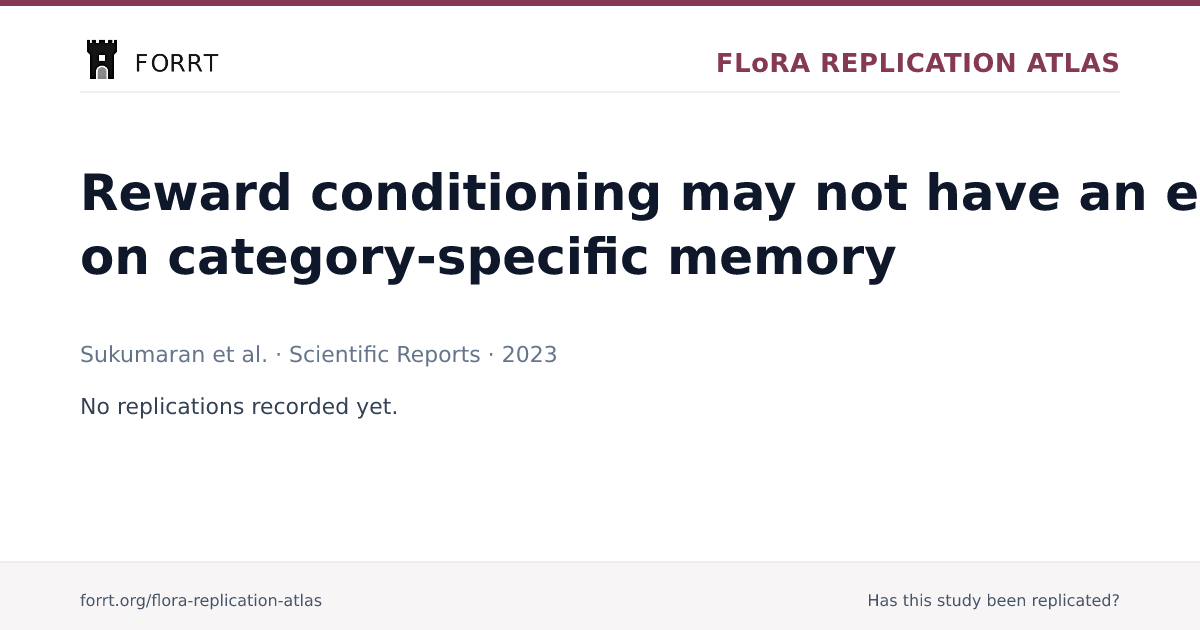 FORRT
FLoRA REPLICATION ATLAS
Reward conditioning may not have an
on category-specific memory
Sukumaran et al. · Scientific Reports · 2023
No replications recorded yet.
forrt.org/flora-replication-atlas
Has this study been replicated?